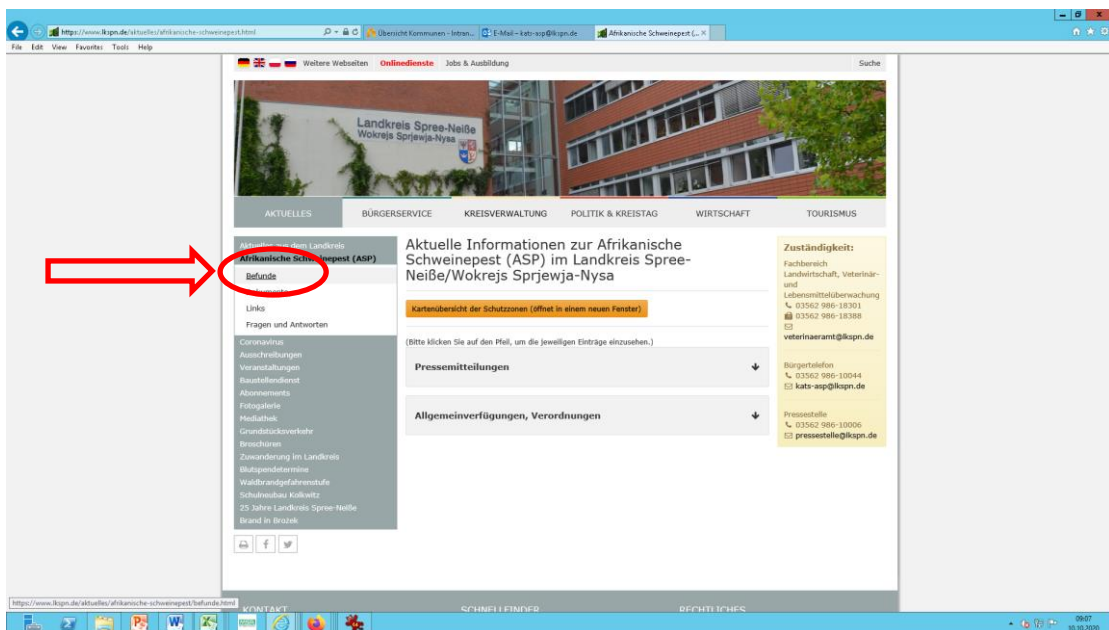 https://www.lkspn.de/aktuelles/afrikanische-schweinepest.html
Übersicht Kommunen - Intran...
E-Mail – kats-asp@lkspn.de
Afrikanische Schweinepest (...
File Edit View Favorites Tools Help
Weitere Webseiten Onlinedienste Jobs & Ausbildung Suche
Landkreis Spree-Neiße
Wokrejs Sprjewja-Nysa
AKTUELLES BÜRGERSERVICE KREISVERWALTUNG POLITIK & KREISTAG WIRTSCHAFT TOURISMUS
Aktuelles aus dem Landkreis
Afrikanische Schweinepest (ASP)
Befunde
Dokumente
Links
Fragen und Antworten
Coronavirus
Ausschreibungen
Veranstaltungen
Baustellendienst
Abonnements
Fotogalerie
Mediathek
Grundstücksverkehr
Broschüren
Zuwanderung im Landkreis
Blutspendetermine
Waldbrandgefahrenstufe
Schulneubau Kolkwitz
25 Jahre Landkreis Spree-Neiße
Brand in Brozek
Aktuelle Informationen zur Afrikanische
Schweinepest (ASP) im Landkreis Spree-
Neiße/Wokrejs Sprjewja-Nysa
Kartenübersicht der Schutzzonen (öffnet in einem neuen Fenster)
(Bitte klicken Sie auf den Pfeil, um die jeweiligen Einträge einzusehen.)
Pressemitteilungen
Allgemeinverfügungen, Verordnungen
Zuständigkeit:
Fachbereich
Landwirtschaft, Veterinär-
und
Lebensmittelüberwachung
03562 986-18301
03562 986-18388
veterinaeramt@lkspn.de
Bürgertelefon
03562 986-10044
kats-asp@lkspn.de
Pressestelle
03562 986-10006
pressestelle@lkspn.de
https://www.lkspn.de/aktuelles/afrikanische-schweinepest/befunde.html
KONTAKT SCHNELLFINDER RECHTLICHES
09:07
10.10.2020